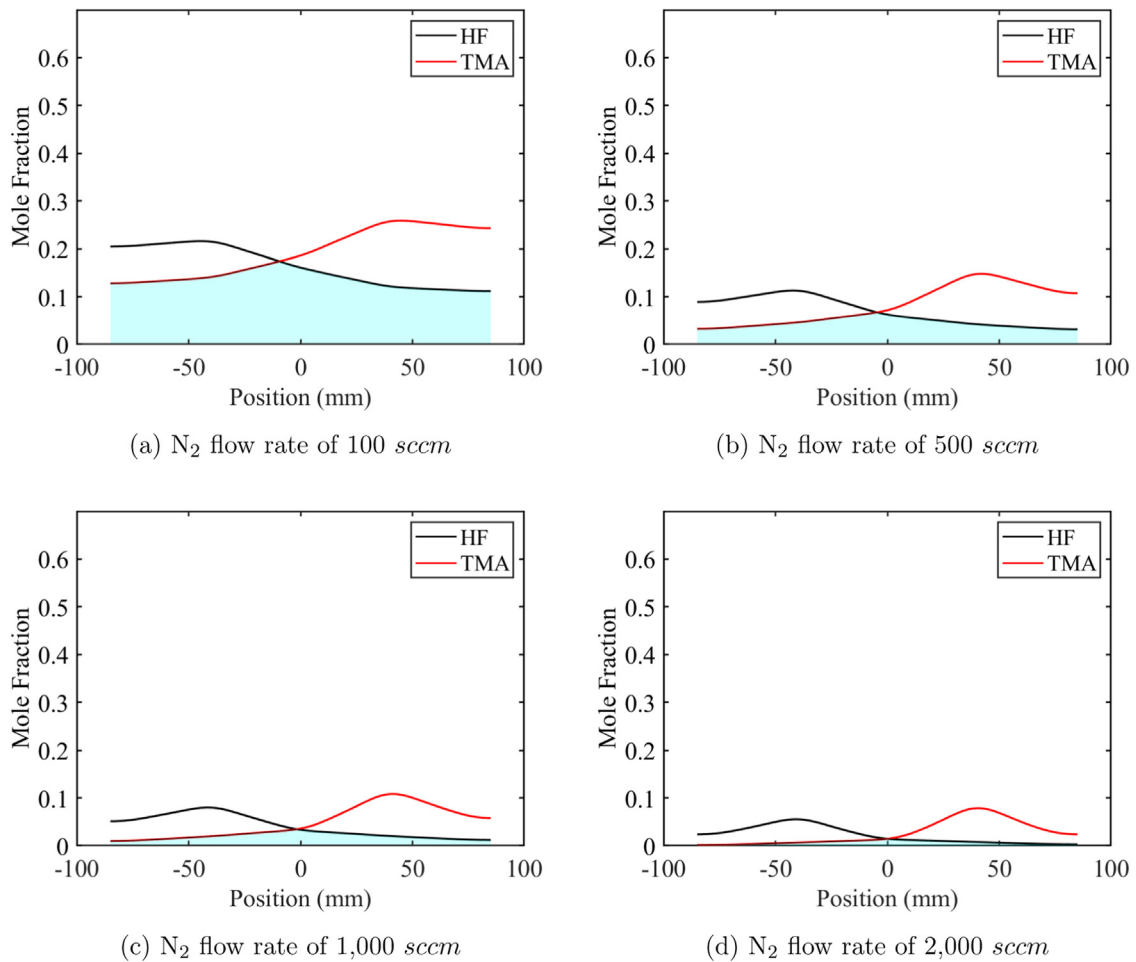 HF
TMA
0.6
0.5
0.4
0.3
0.2
0.1
0
-100 -50 0 50 100
Mole Fraction
Position (mm)
(a) N₂ flow rate of 100 sccm
HF
TMA
0.6
0.5
0.4
0.3
0.2
0.1
0
-100 -50 0 50 100
Mole Fraction
Position (mm)
(b) N₂ flow rate of 500 sccm
HF
TMA
0.6
0.5
0.4
0.3
0.2
0.1
0
-100 -50 0 50 100
Mole Fraction
Position (mm)
(c) N₂ flow rate of 1,000 sccm
HF
TMA
0.6
0.5
0.4
0.3
0.2
0.1
0
-100 -50 0 50 100
Mole Fraction
Position (mm)
(d) N₂ flow rate of 2,000 sccm